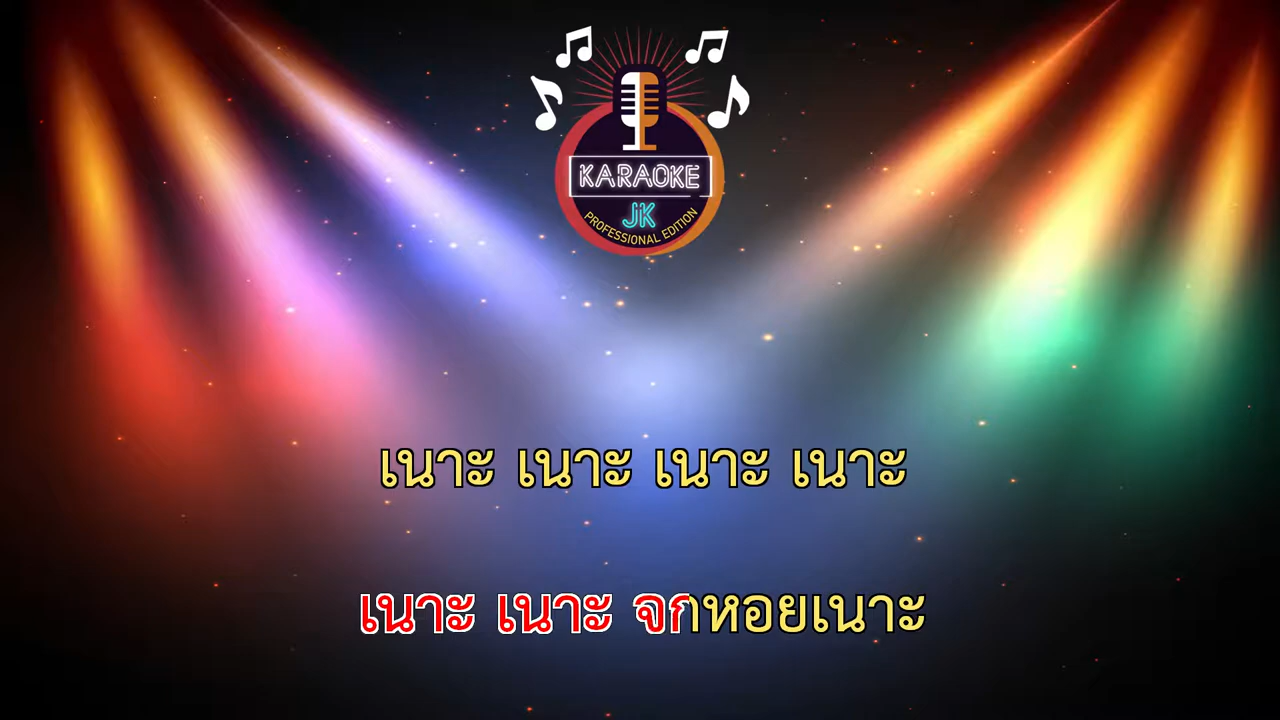 KARAOKE
JK
PROFESSIONAL EDITION
เนาะ เนาะ เนาะ เนาะ
เนาะ เนาะ จกหอยเนาะ